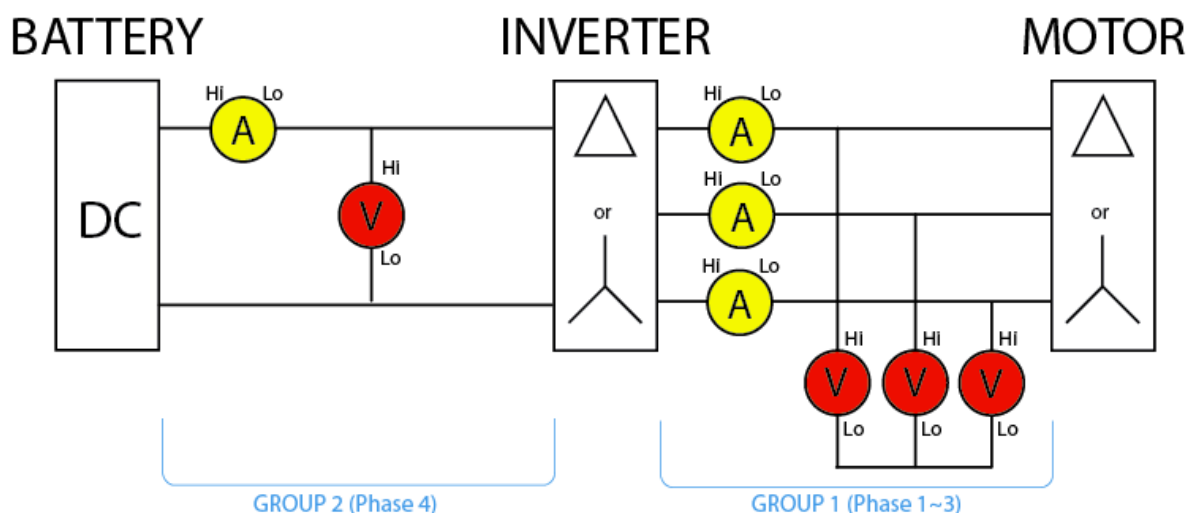 BATTERY
INVERTER
MOTOR
Hi
Lo
A
Hi
V
Lo
DC
or
Hi
Lo
A
Hi
Lo
A
Hi
Lo
A
or
Hi
V
Lo
Hi
V
Lo
Hi
V
Lo
GROUP 2 (Phase 4)
GROUP 1 (Phase 1~3)